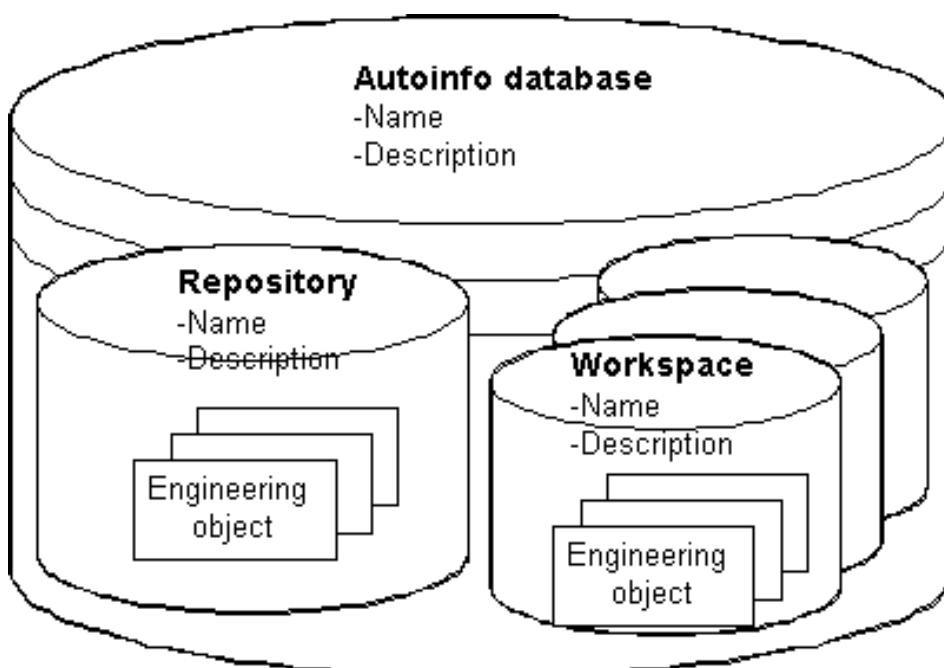 Autoinfo database
-Name
-Description
Repository
-Name
-Description
Engineering
object
Workspace
-Name
-Description
Engineering
object